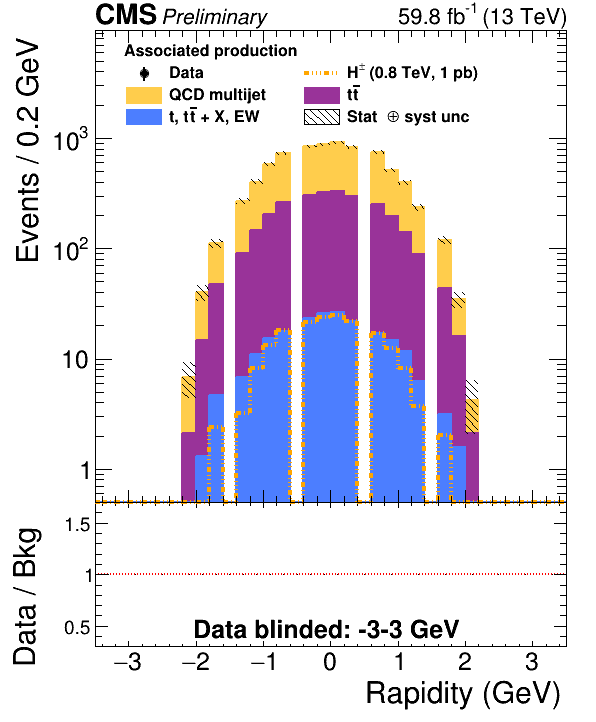 CMS Preliminary 59.8 fb⁻¹ (13 TeV)
Associated production
Data
H± (0.8 TeV, 1 pb)
QCD multijet
tt̄
t, tt̄ + X, EW
Stat ⊕ syst unc
Events / 0.2 GeV
10³
10²
10
1
Data / Bkg
1.5
1
0.5
Data blinded: -3-3 GeV
−3 −2 −1 0 1 2 3
Rapidity (GeV)